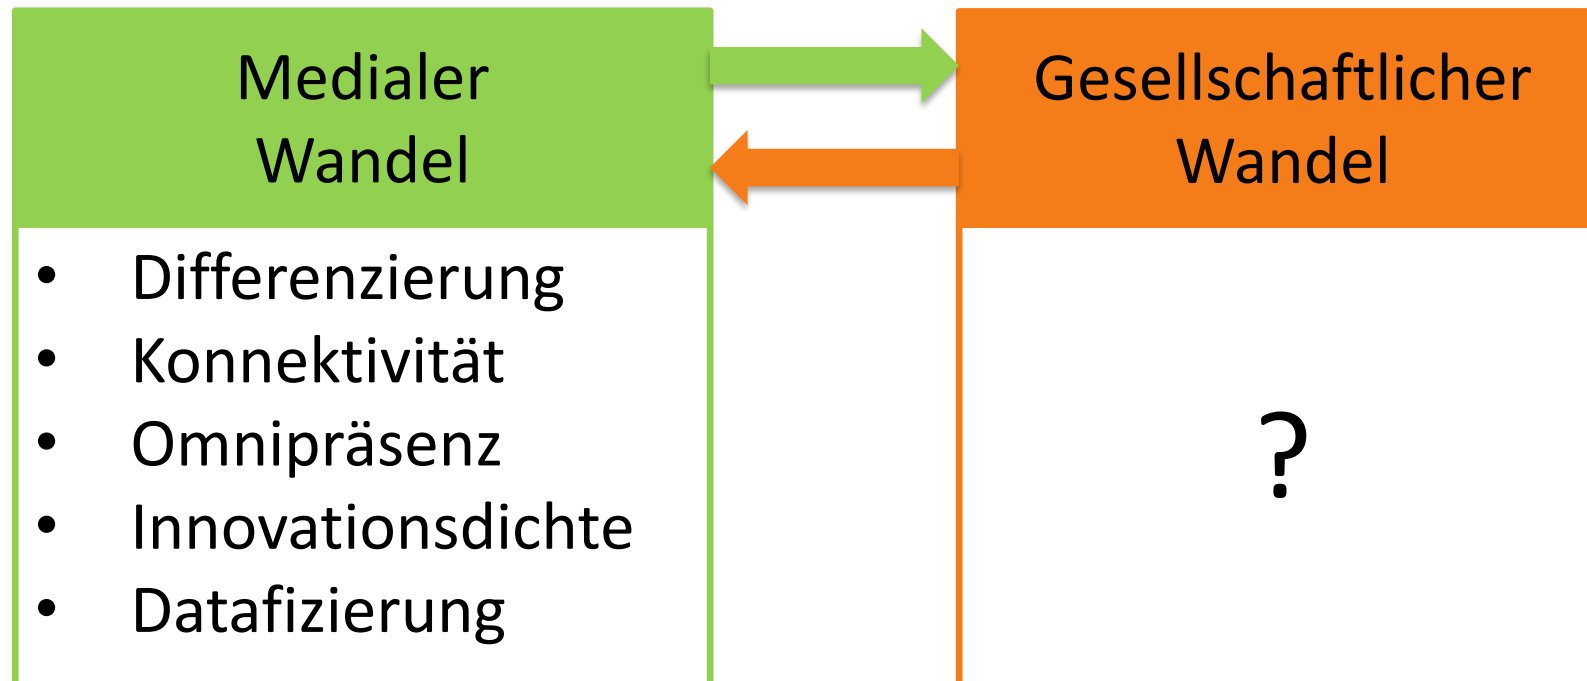 Medialer
Wandel
• Differenzierung
• Konnektivität
• Omnipräsenz
• Innovationsdichte
• Datafizierung
Gesellschaftlicher
Wandel
?